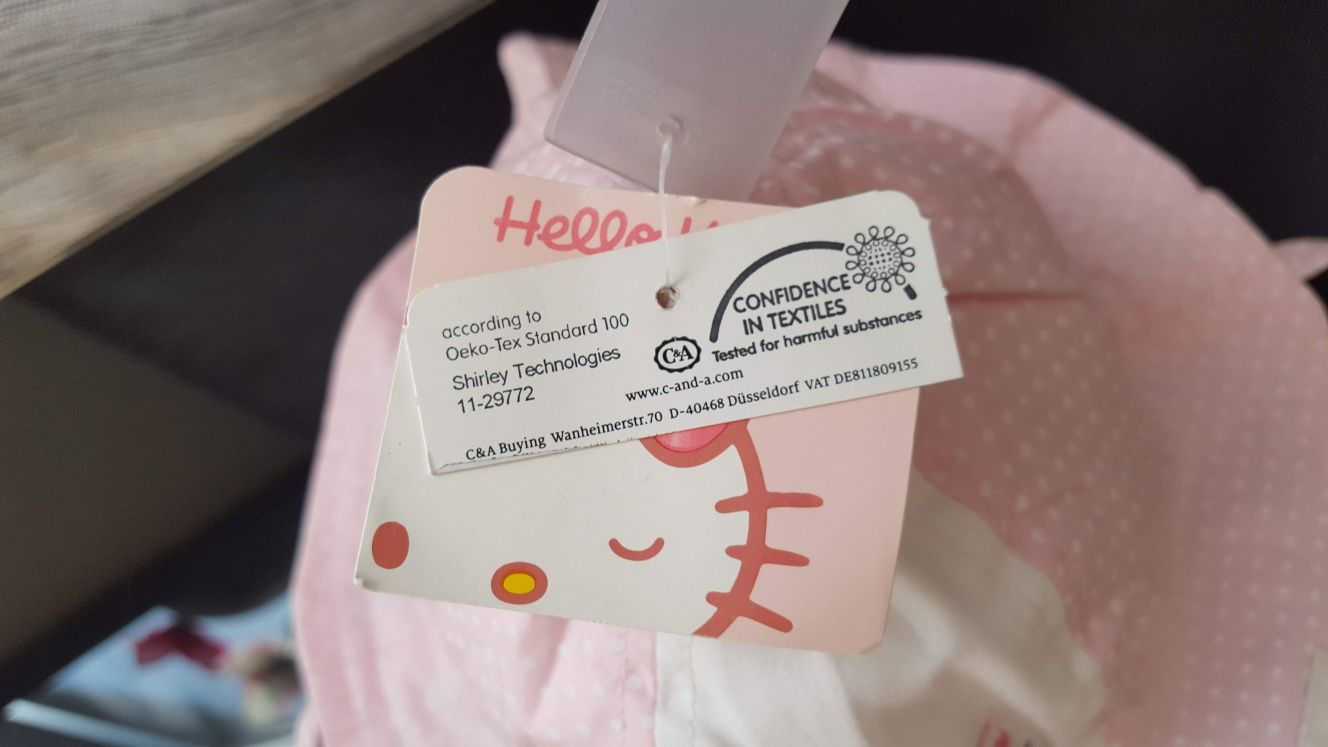 Hello
according to
Oeko-Tex Standard 100
Shirley Technologies
11-29772
CONFIDENCE
IN TEXTILES
Tested for harmful substances
C&A
www.c-and-a.com
C&A Buying Wanheimerstr.70 D-40468 Düsseldorf VAT DE811809155